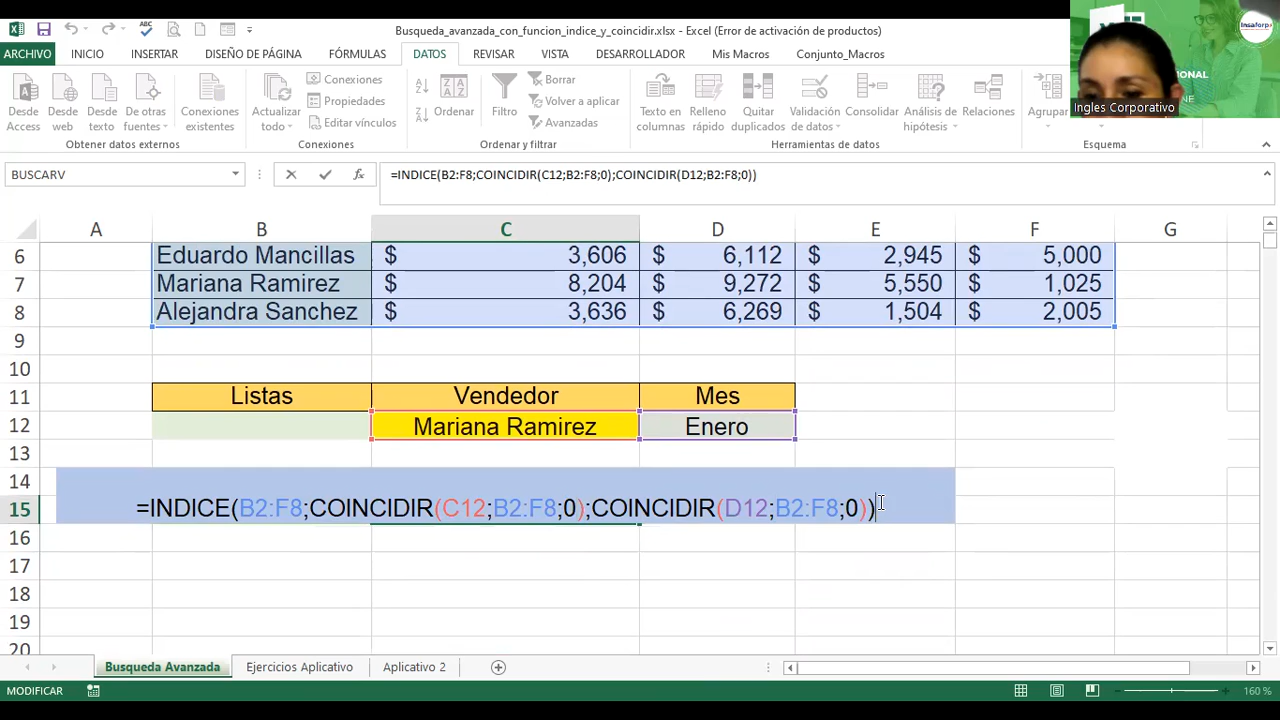 Busqueda_avanzada_con_funcion_indice_y_coincidir.xlsx - Excel (Error de activación de productos)
ARCHIVO INICIO INSERTAR DISEÑO DE PÁGINA FÓRMULAS DATOS REVISAR VISTA DESARROLLADOR Mis Macros Conjunto_Macros
Desde Access
Desde web
Desde texto
De otras fuentes
Conexiones existentes
Actualizar todo
Conexiones
Propiedades
Editar vínculos
Ordenar
Filtro
Borrar
Volver a aplicar
Avanzadas
Texto en columnas
Relleno rápido
Quitar duplicados
Validación de datos
Consolidar
Análisis de hipótesis
Relaciones
Agrupar
Obtener datos externos Conexiones Ordenar y filtrar Herramientas de datos Esquema
Insaforp
IONAL
NE
Ingles Corporativo
BUSCARV fx =INDICE(B2:F8;COINCIDIR(C12;B2:F8;0);COINCIDIR(D12;B2:F8;0))
A B C D E F G
6 Eduardo Mancillas $ 3,606 $ 6,112 $ 2,945 $ 5,000
7 Mariana Ramirez $ 8,204 $ 9,272 $ 5,550 $ 1,025
8 Alejandra Sanchez $ 3,636 $ 6,269 $ 1,504 $ 2,005
9
10
11 Listas Vendedor Mes
12 Mariana Ramirez Enero
13
14
15 =INDICE(B2:F8;COINCIDIR(C12;B2:F8;0);COINCIDIR(D12;B2:F8;0))
16
17
18
19
20
Busqueda Avanzada Ejercicios Aplicativo Aplicativo 2
MODIFICAR 160 %